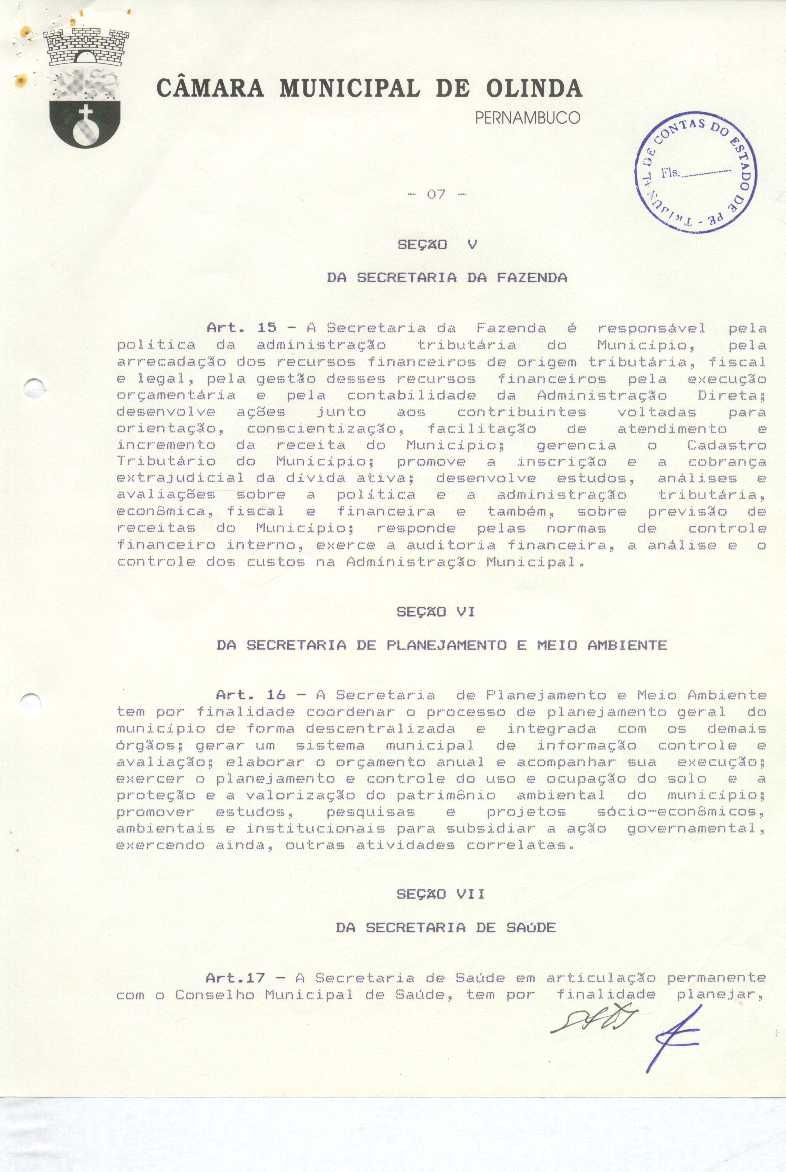 CÂMARA MUNICIPAL DE OLINDA
PERNAMBUCO
TRIBUNAL DE CONTAS DO ESTADO DE PE -
Fls.
- 07 -
SEÇÃO V
DA SECRETARIA DA FAZENDA
Art. 15 - A Secretaria da Fazenda é responsável pela
política da administração tributária do Município, pela
arrecadação dos recursos financeiros de origem tributária, fiscal
e legal, pela gestão desses recursos financeiros pela execução
orçamentária e pela contabilidade da Administração Direta;
desenvolve ações junto aos contribuintes voltadas para
orientação, conscientização, facilitação de atendimento e
incremento da receita do Município; gerencia o Cadastro
Tributário do Município; promove a inscrição e a cobrança
extrajudicial da dívida ativa; desenvolve estudos, análises e
avaliações sobre a política e a administração tributária,
econômica, fiscal e financeira e também, sobre previsão de
receitas do Município; responde pelas normas de controle
financeiro interno, exerce a auditoria financeira, a análise e o
controle dos custos na Administração Municipal.
SEÇÃO VI
DA SECRETARIA DE PLANEJAMENTO E MEIO AMBIENTE
Art. 16 - A Secretaria de Planejamento e Meio Ambiente
tem por finalidade coordenar o processo de planejamento geral do
município de forma descentralizada e integrada com os demais
órgãos; gerar um sistema municipal de informação controle e
avaliação; elaborar o orçamento anual e acompanhar sua execução;
exercer o planejamento e controle do uso e ocupação do solo e a
proteção e a valorização do patrimônio ambiental do município;
promover estudos, pesquisas e projetos sócio-econômicos,
ambientais e institucionais para subsidiar a ação governamental,
exercendo ainda, outras atividades correlatas.
SEÇÃO VII
DA SECRETARIA DE SAÚDE
Art.17 - A Secretaria de Saúde em articulação permanente
com o Conselho Municipal de Saúde, tem por finalidade planejar,